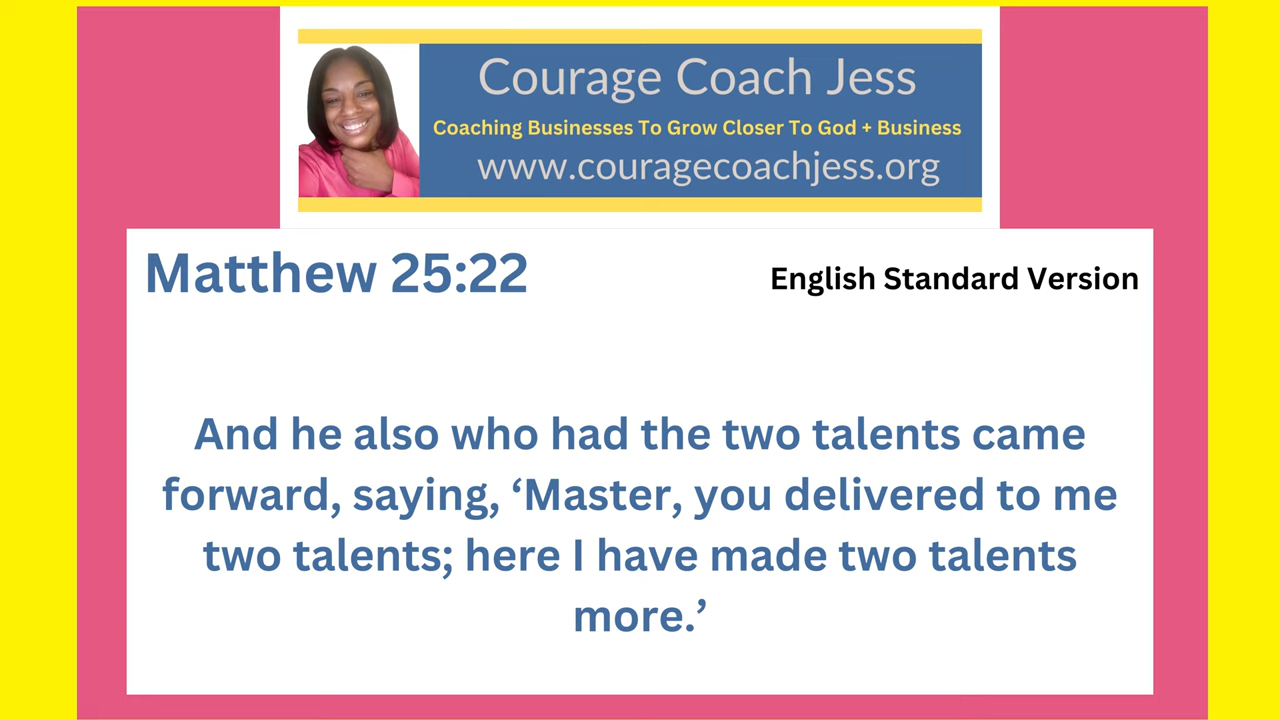 Courage Coach Jess
Coaching Businesses To Grow Closer To God + Business
www.couragecoachjess.org
Matthew 25:22
English Standard Version
And he also who had the two talents came
forward, saying, ‘Master, you delivered to me
two talents; here I have made two talents
more.’